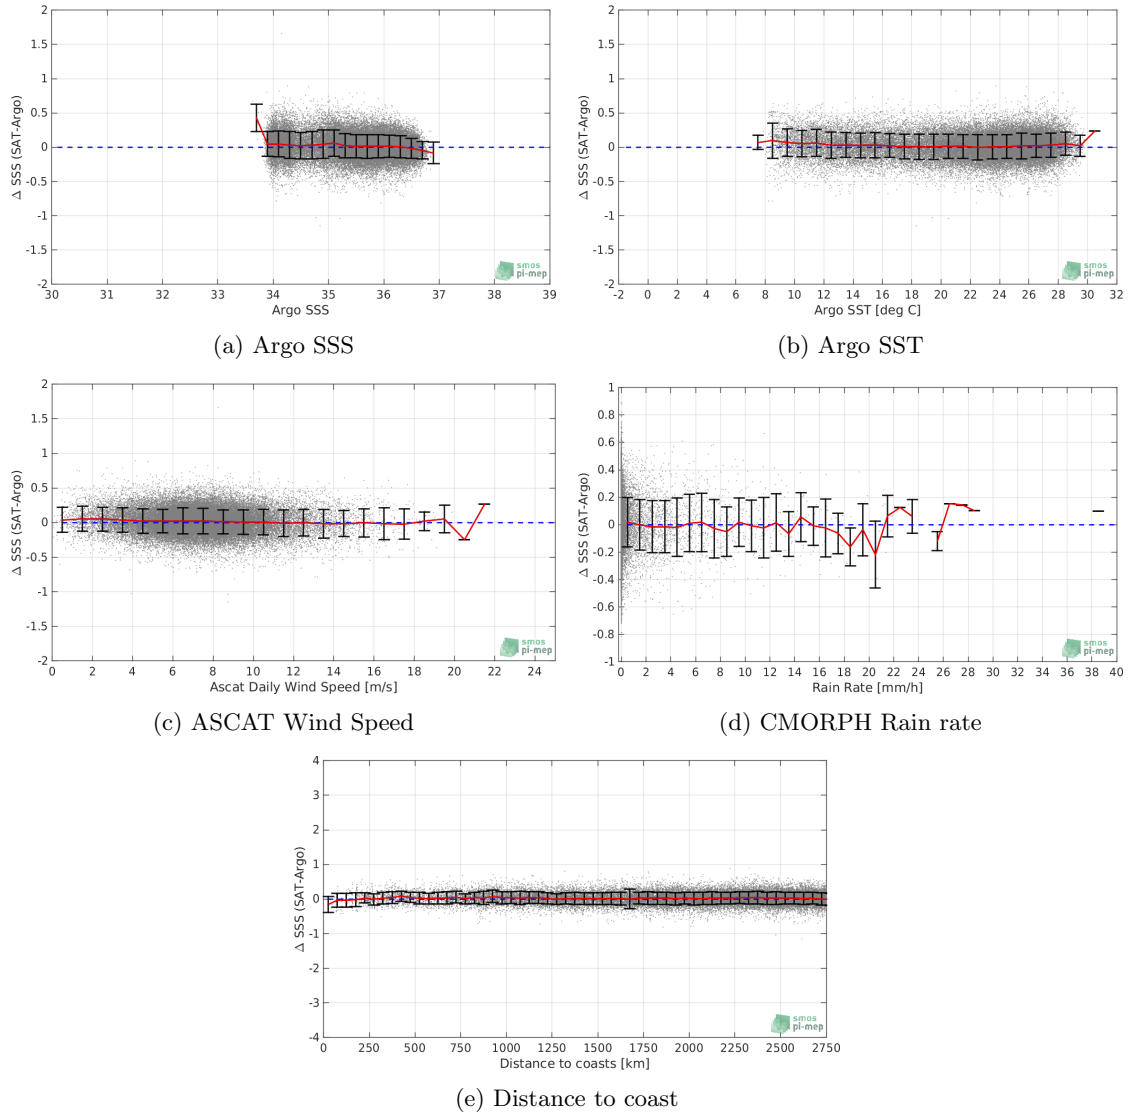 2
1.5
1
0.5
0
-0.5
-1
-1.5
-2
Δ SSS (SAT-Argo)
30 31 32 33 34 35 36 37 38 39
Argo SSS
smos
pi-mep
(a) Argo SSS
2
1.5
1
0.5
0
-0.5
-1
-1.5
-2
Δ SSS (SAT-Argo)
-2 0 2 4 6 8 10 12 14 16 18 20 22 24 26 28 30 32
Argo SST [deg C]
smos
pi-mep
(b) Argo SST
2
1.5
1
0.5
0
-0.5
-1
-1.5
-2
Δ SSS (SAT-Argo)
0 2 4 6 8 10 12 14 16 18 20 22 24
Ascat Daily Wind Speed [m/s]
smos
pi-mep
(c) ASCAT Wind Speed
1
0.8
0.6
0.4
0.2
0
-0.2
-0.4
-0.6
-0.8
-1
Δ SSS (SAT-Argo)
0 2 4 6 8 10 12 14 16 18 20 22 24 26 28 30 32 34 36 38 40
Rain Rate [mm/h]
smos
pi-mep
(d) CMORPH Rain rate
4
3
2
1
0
-1
-2
-3
-4
Δ SSS (SAT-Argo)
0 250 500 750 1000 1250 1500 1750 2000 2250 2500 2750
Distance to coasts [km]
smos
pi-mep
(e) Distance to coast